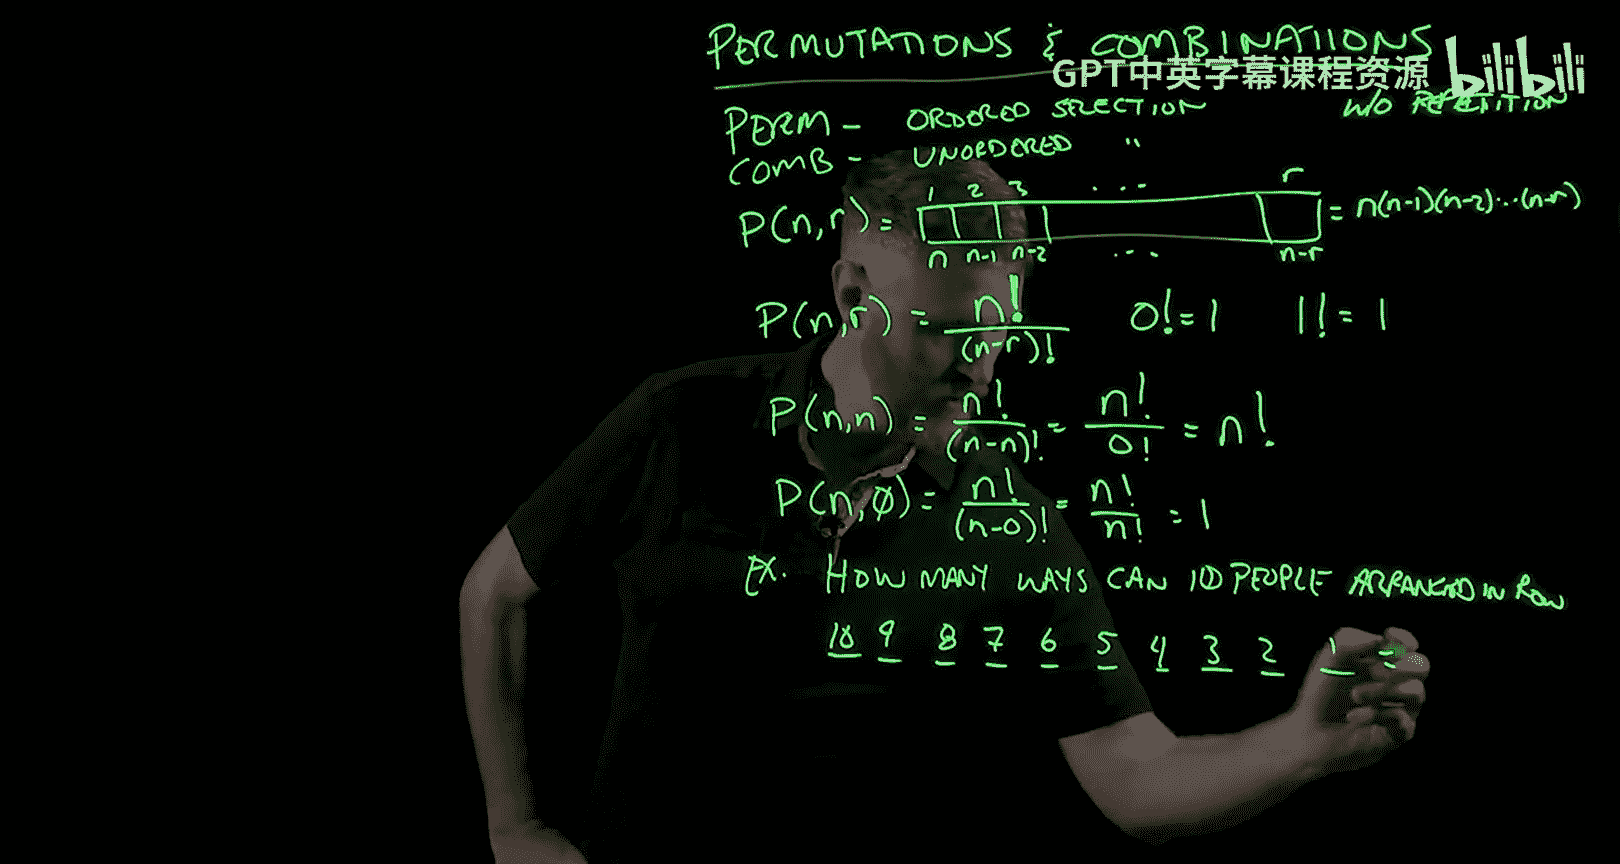 PERMUTATIONS & COMBINATIONS
GPT中英字幕课程资源 bilibili
PERM - ORDERED SELECTION W/O REPETITION
COMB - UNORDERED "
1 2 3 ... r
P(n,r) = = n(n-1)(n-2)...(n-r)
n n-1 n-2 ... n-r
P(n,r) = n!/(n-r)! 0! = 1 1! = 1
P(n,n) = n!/(n-n)! = n!/0! = n!
P(n,0) = n!/(n-0)! = n!/n! = 1
EX. HOW MANY WAYS CAN 10 PEOPLE ARRANGED IN ROW
10 9 8 7 6 5 4 3 2 1 =